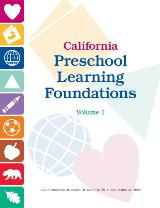 California
Preschool
Learning
Foundations
Volume 1